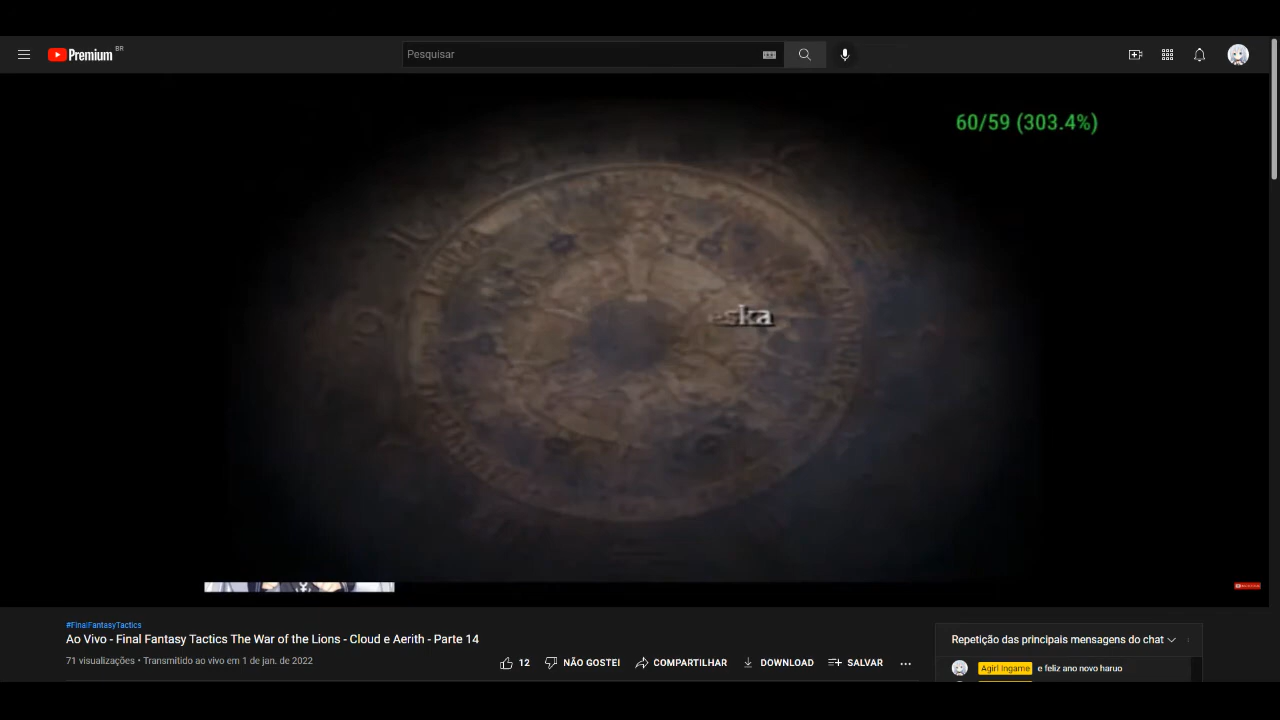 Premium BR
Pesquisar
60/59 (303.4%)
eska
#FinalFantasyTactics
Ao Vivo - Final Fantasy Tactics The War of the Lions - Cloud e Aerith - Parte 14
71 visualizações • Transmitido ao vivo em 1 de jan. de 2022
12
NÃO GOSTEI
COMPARTILHAR
DOWNLOAD
SALVAR
Repetição das principais mensagens do chat
Agirl Ingame e feliz ano novo haruo